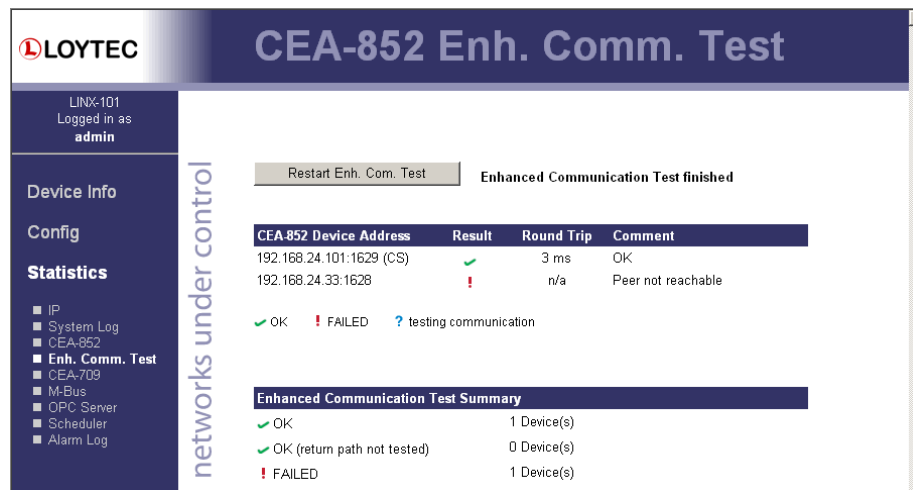 LOYTEC
CEA-852 Enh. Comm. Test
LINX-101
Logged in as
admin
Device Info
Config
Statistics
IP
System Log
CEA-852
Enh. Comm. Test
CEA-709
M-Bus
OPC Server
Scheduler
Alarm Log
networks under control
Restart Enh. Com. Test Enhanced Communication Test finished
CEA-852 Device Address Result Round Trip Comment
192.168.24.101:1629 (CS) 3 ms OK
192.168.24.33:1628 ! n/a Peer not reachable
OK ! FAILED ? testing communication
Enhanced Communication Test Summary
OK 1 Device(s)
OK (return path not tested) 0 Device(s)
! FAILED 1 Device(s)